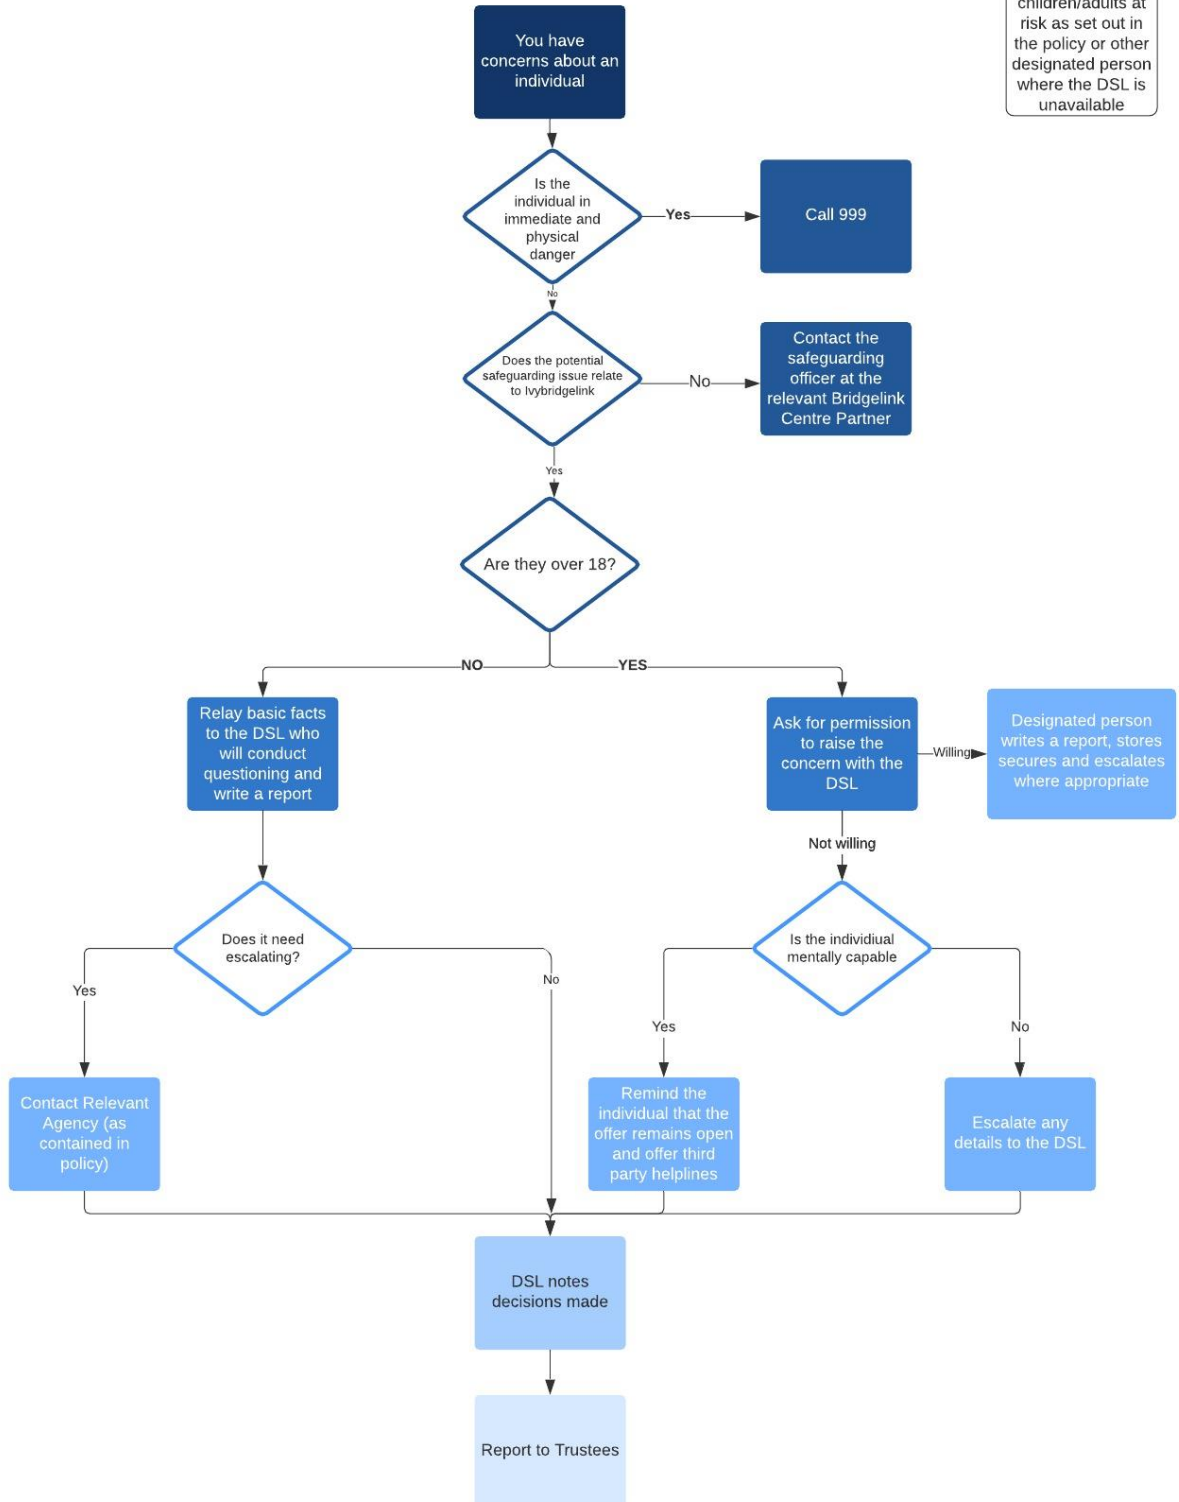 children/adults at
risk as set out in
the policy or other
designated person
where the DSL is
unavailable
You have
concerns about an
individual
Is the
individual in
immediate and
physical
danger
Yes
Call 999
No
Does the potential
safeguarding issue relate
to Ivybridgelink
No
Contact the
safeguarding
officer at the
relevant Bridgelink
Centre Partner
Yes
Are they over 18?
NO
YES
Relay basic facts
to the DSL who
will conduct
questioning and
write a report
Ask for permission
to raise the
concern with the
DSL
Willing
Designated person
writes a report, stores
secures and escalates
where appropriate
Not willing
Does it need
escalating?
Is the individiual
mentally capable
Yes
No
Yes
No
Contact Relevant
Agency (as
contained in
policy)
Remind the
individual that the
offer remains open
and offer third
party helplines
Escalate any
details to the DSL
DSL notes
decisions made
Report to Trustees